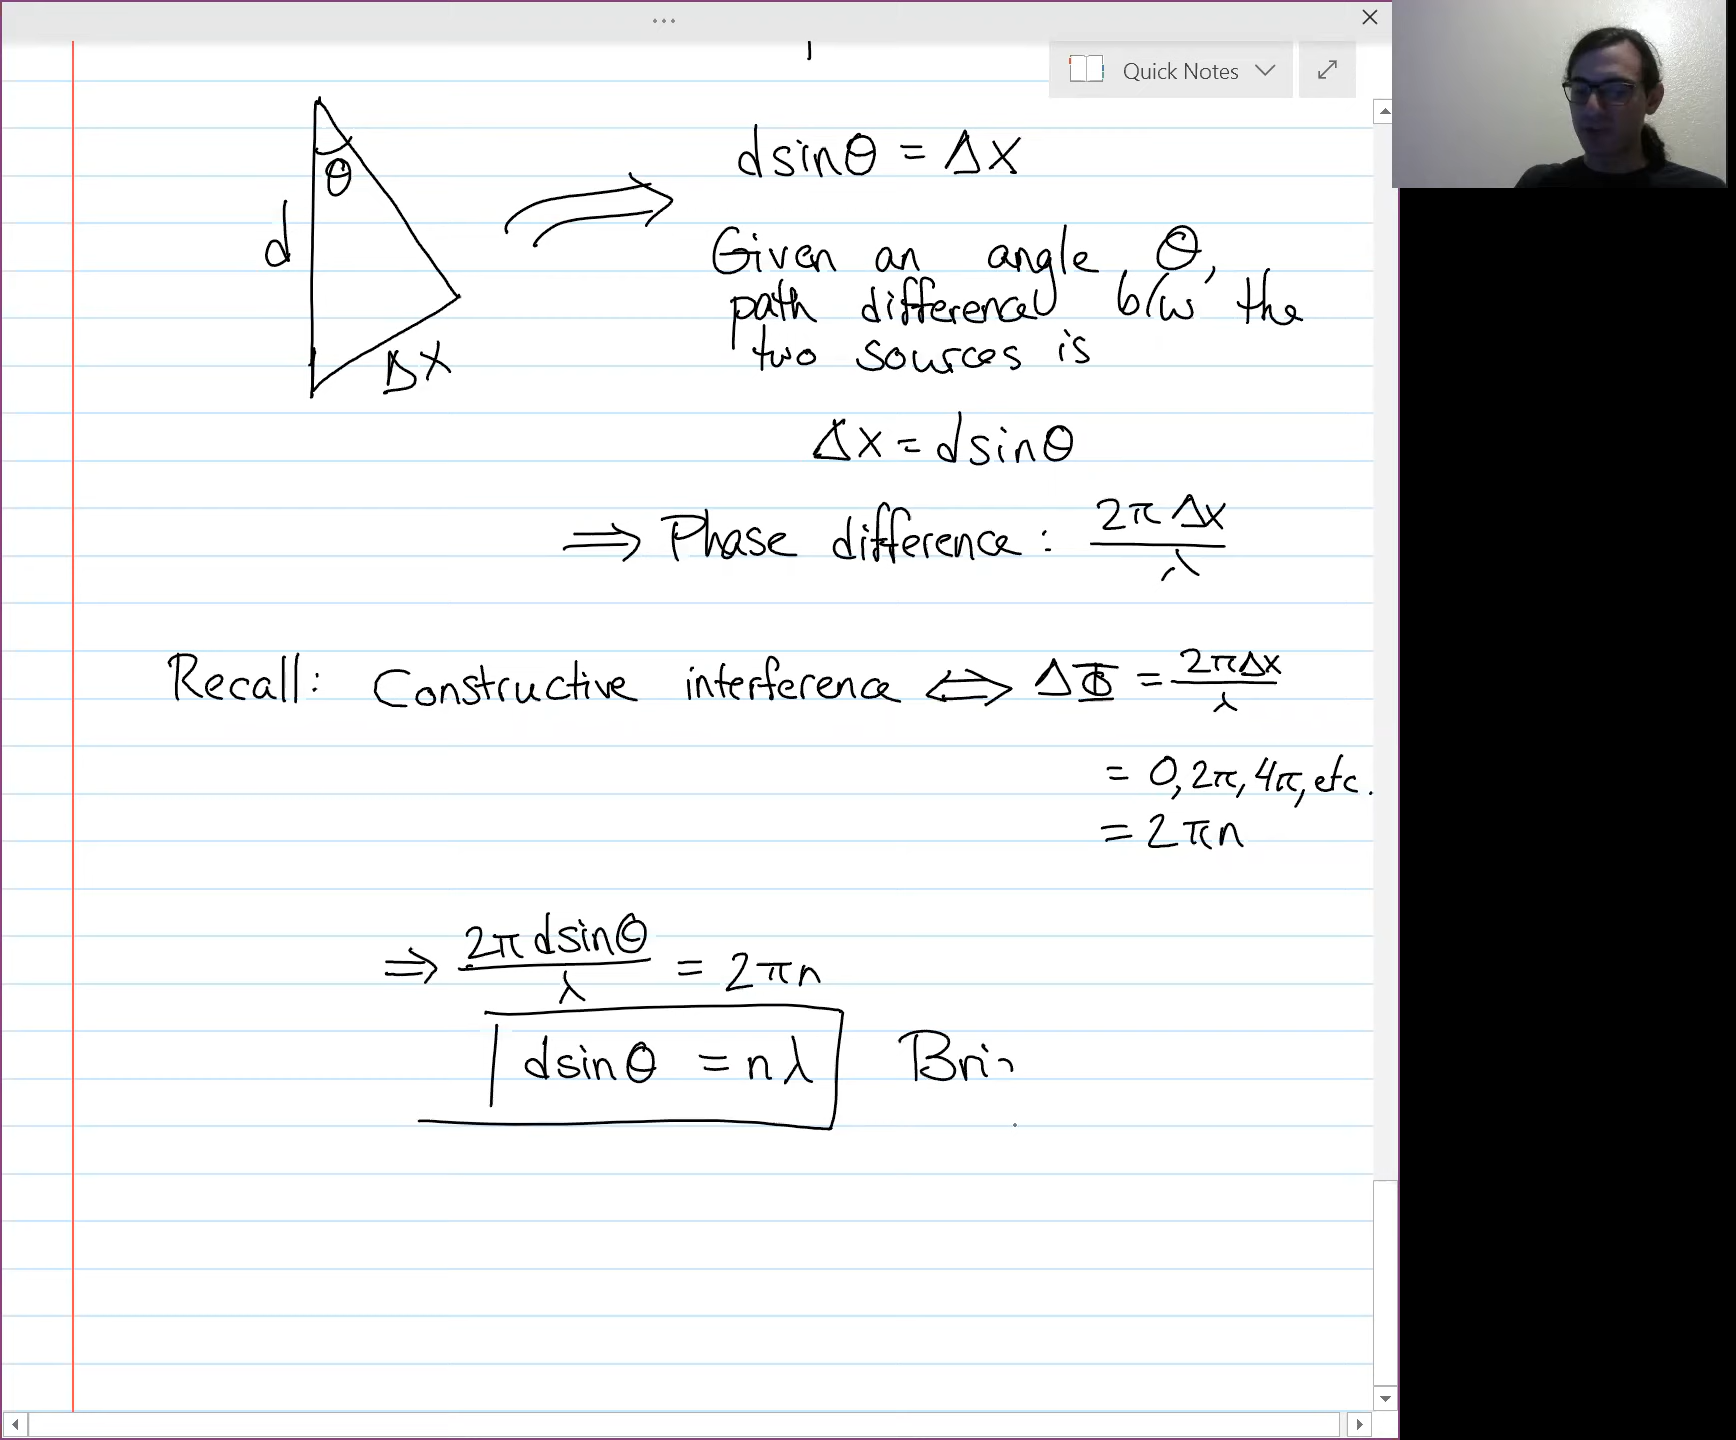 Quick Notes
d sinθ = Δx
θ
d
Δx
Given an angle θ,
path difference b/w the
two sources is
Δx = d sinθ
⇒ Phase difference: 2πΔx/λ
Recall: Constructive interference ⇔ ΔΦ = 2πΔx/λ
= 0, 2π, 4π, etc.
= 2πn
⇒ 2π d sinθ/λ = 2πn
d sinθ = nλ Bri